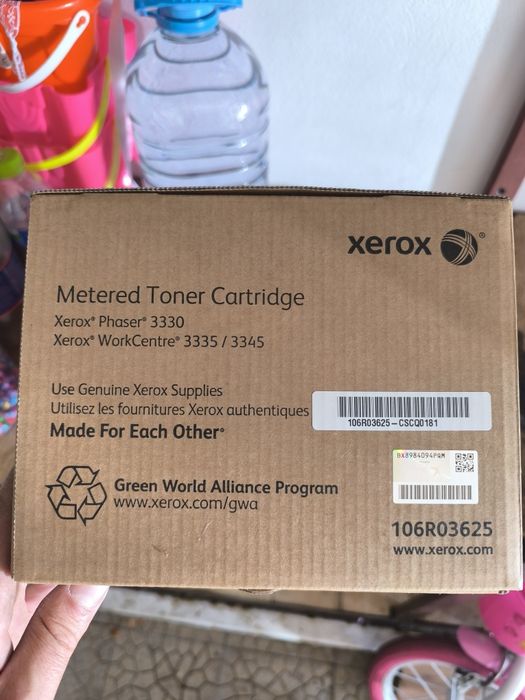 xerox®
Metered Toner Cartridge
Xerox® Phaser® 3330
Xerox® WorkCentre® 3335 / 3345
Use Genuine Xerox Supplies
Utilisez les fournitures Xerox authentiques
Made For Each Other®
106R03625-CSCQ0181
BX8984094PQM
Green World Alliance Program
www.xerox.com/gwa
106R03625
www.xerox.com